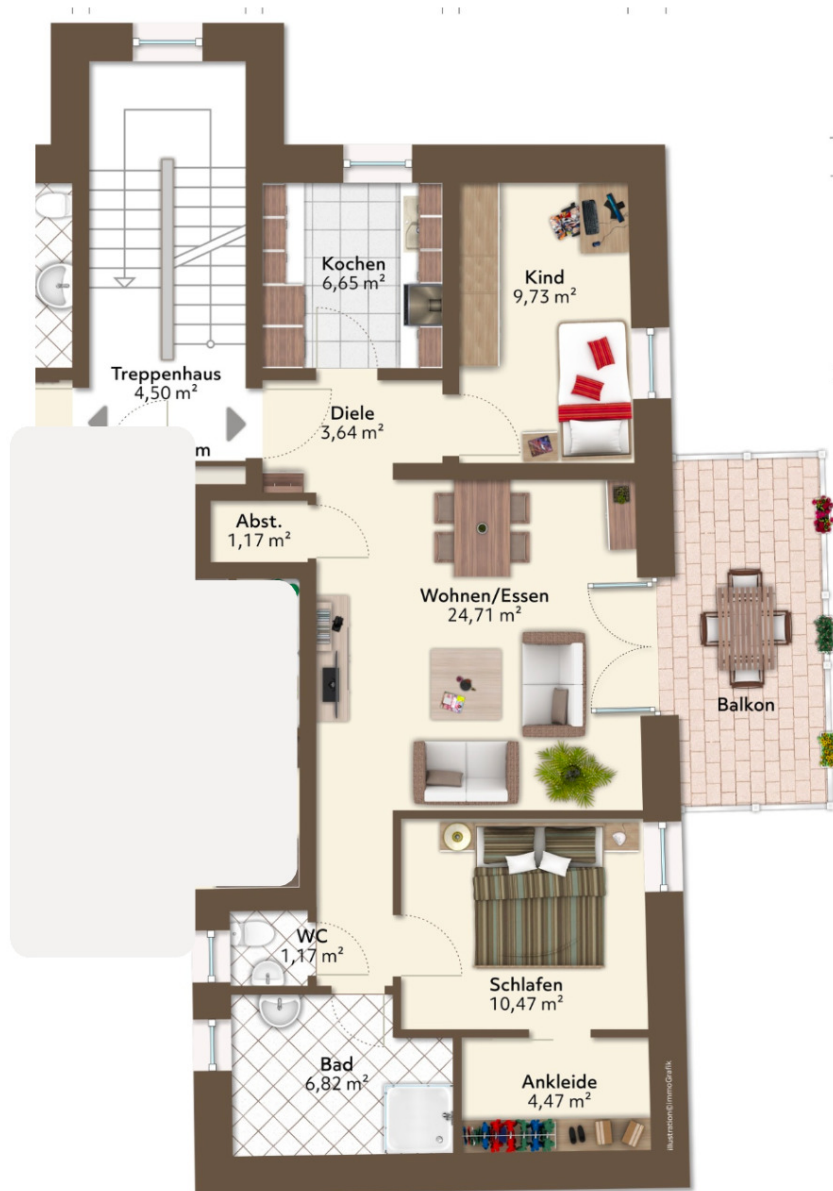 Kochen
6,65 m²
Kind
9,73 m²
Treppenhaus
4,50 m²
m
Diele
3,64 m²
Abst.
1,17 m²
Wohnen/Essen
24,71 m²
Balkon
WC
1,17 m²
Schlafen
10,47 m²
Bad
6,82 m²
Ankleide
4,47 m²
illustration©immoGrafik